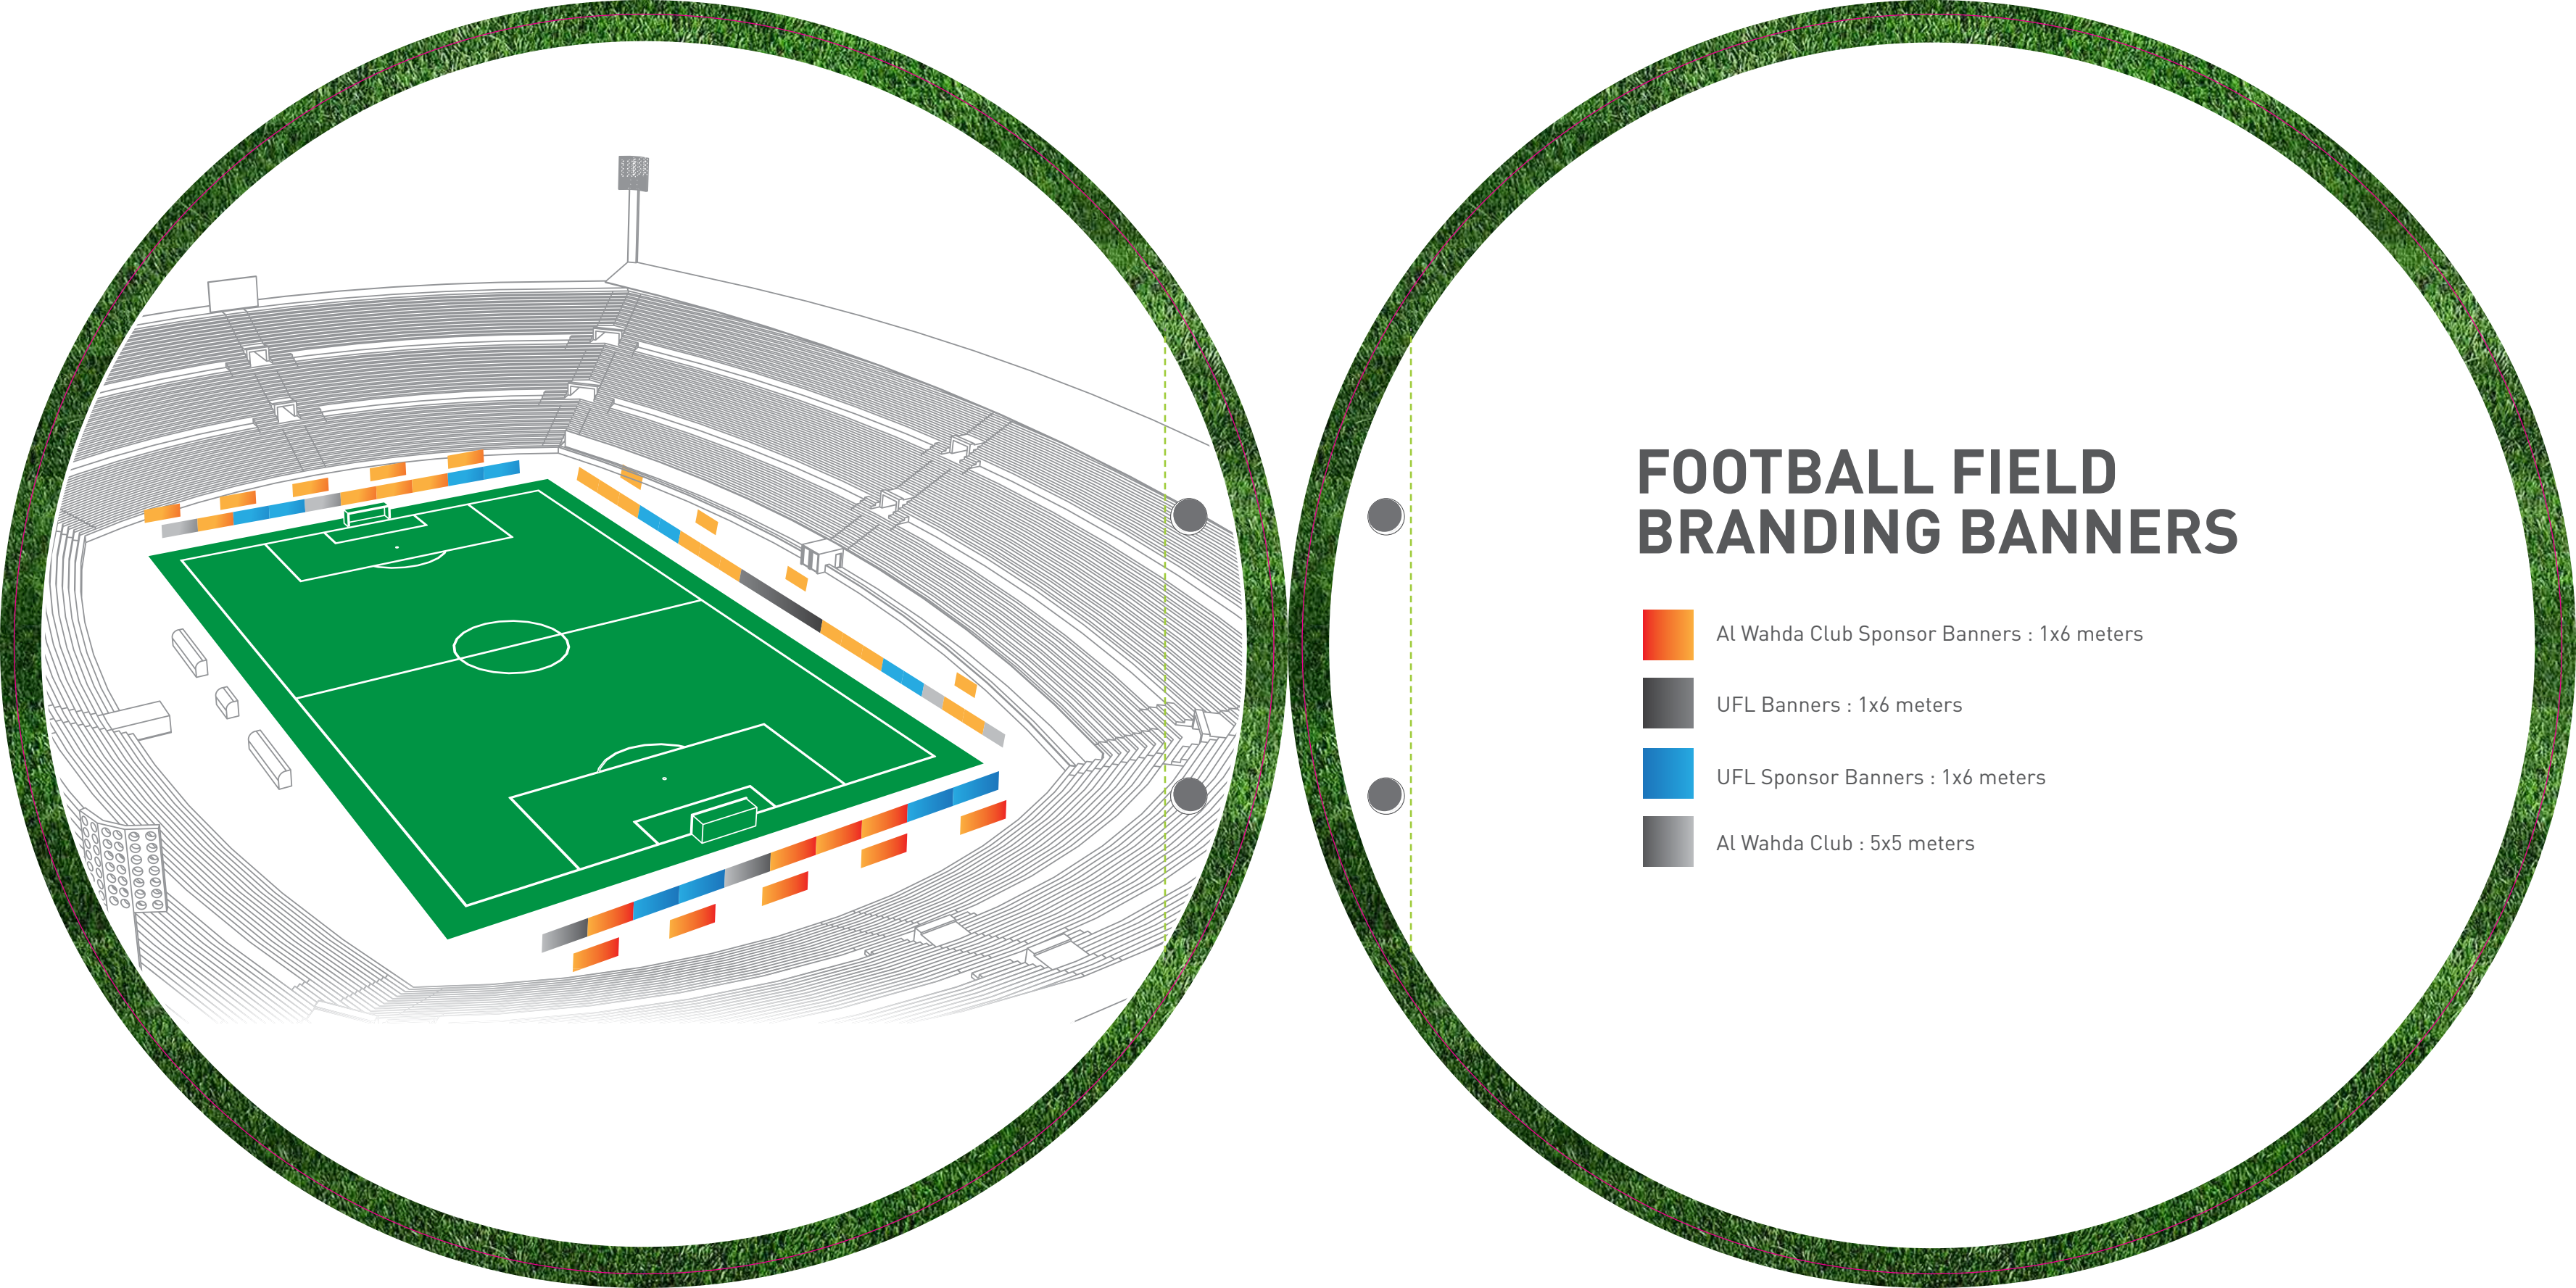 FOOTBALL FIELD
BRANDING BANNERS
Al Wahda Club Sponsor Banners : 1x6 meters
UFL Banners : 1x6 meters
UFL Sponsor Banners : 1x6 meters
Al Wahda Club : 5x5 meters